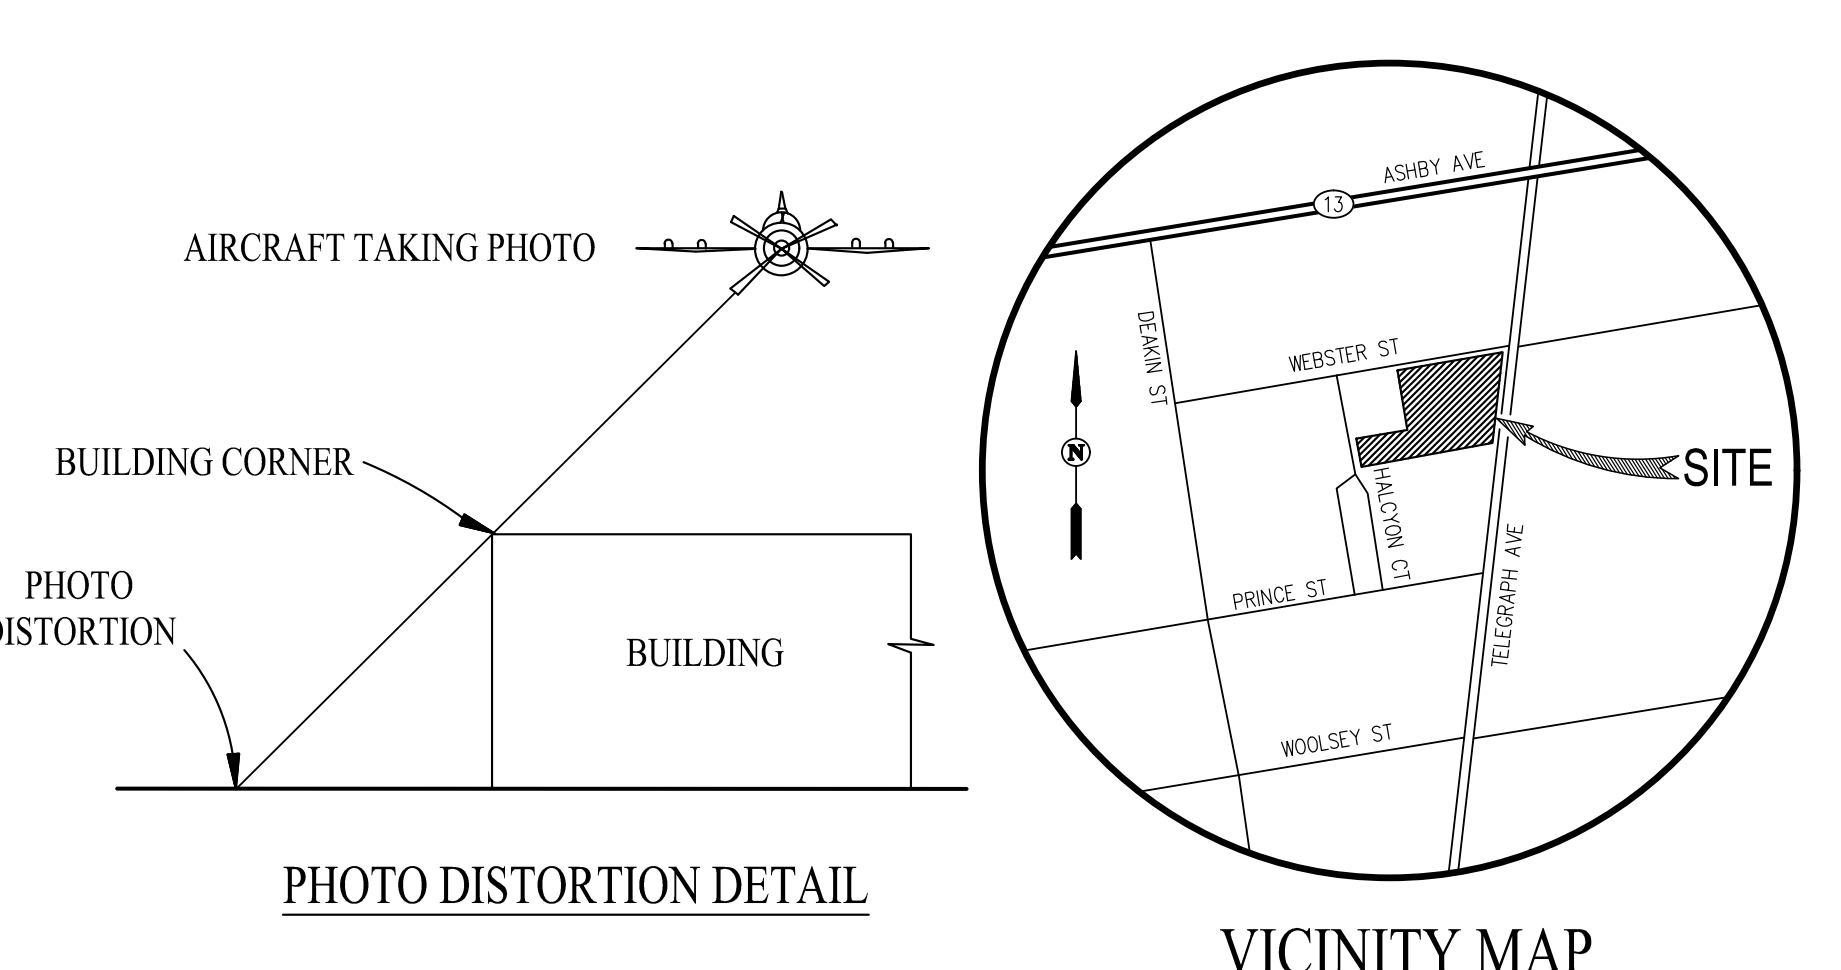 AIRCRAFT TAKING PHOTO
BUILDING CORNER
PHOTO
DISTORTION
BUILDING
PHOTO DISTORTION DETAIL
ASHBY AVE
13
DEAKIN ST
WEBSTER ST
N
SITE
HALCYON CT
PRINCE ST
TELEGRAPH AVE
WOOLSEY ST
VICINITY MAP